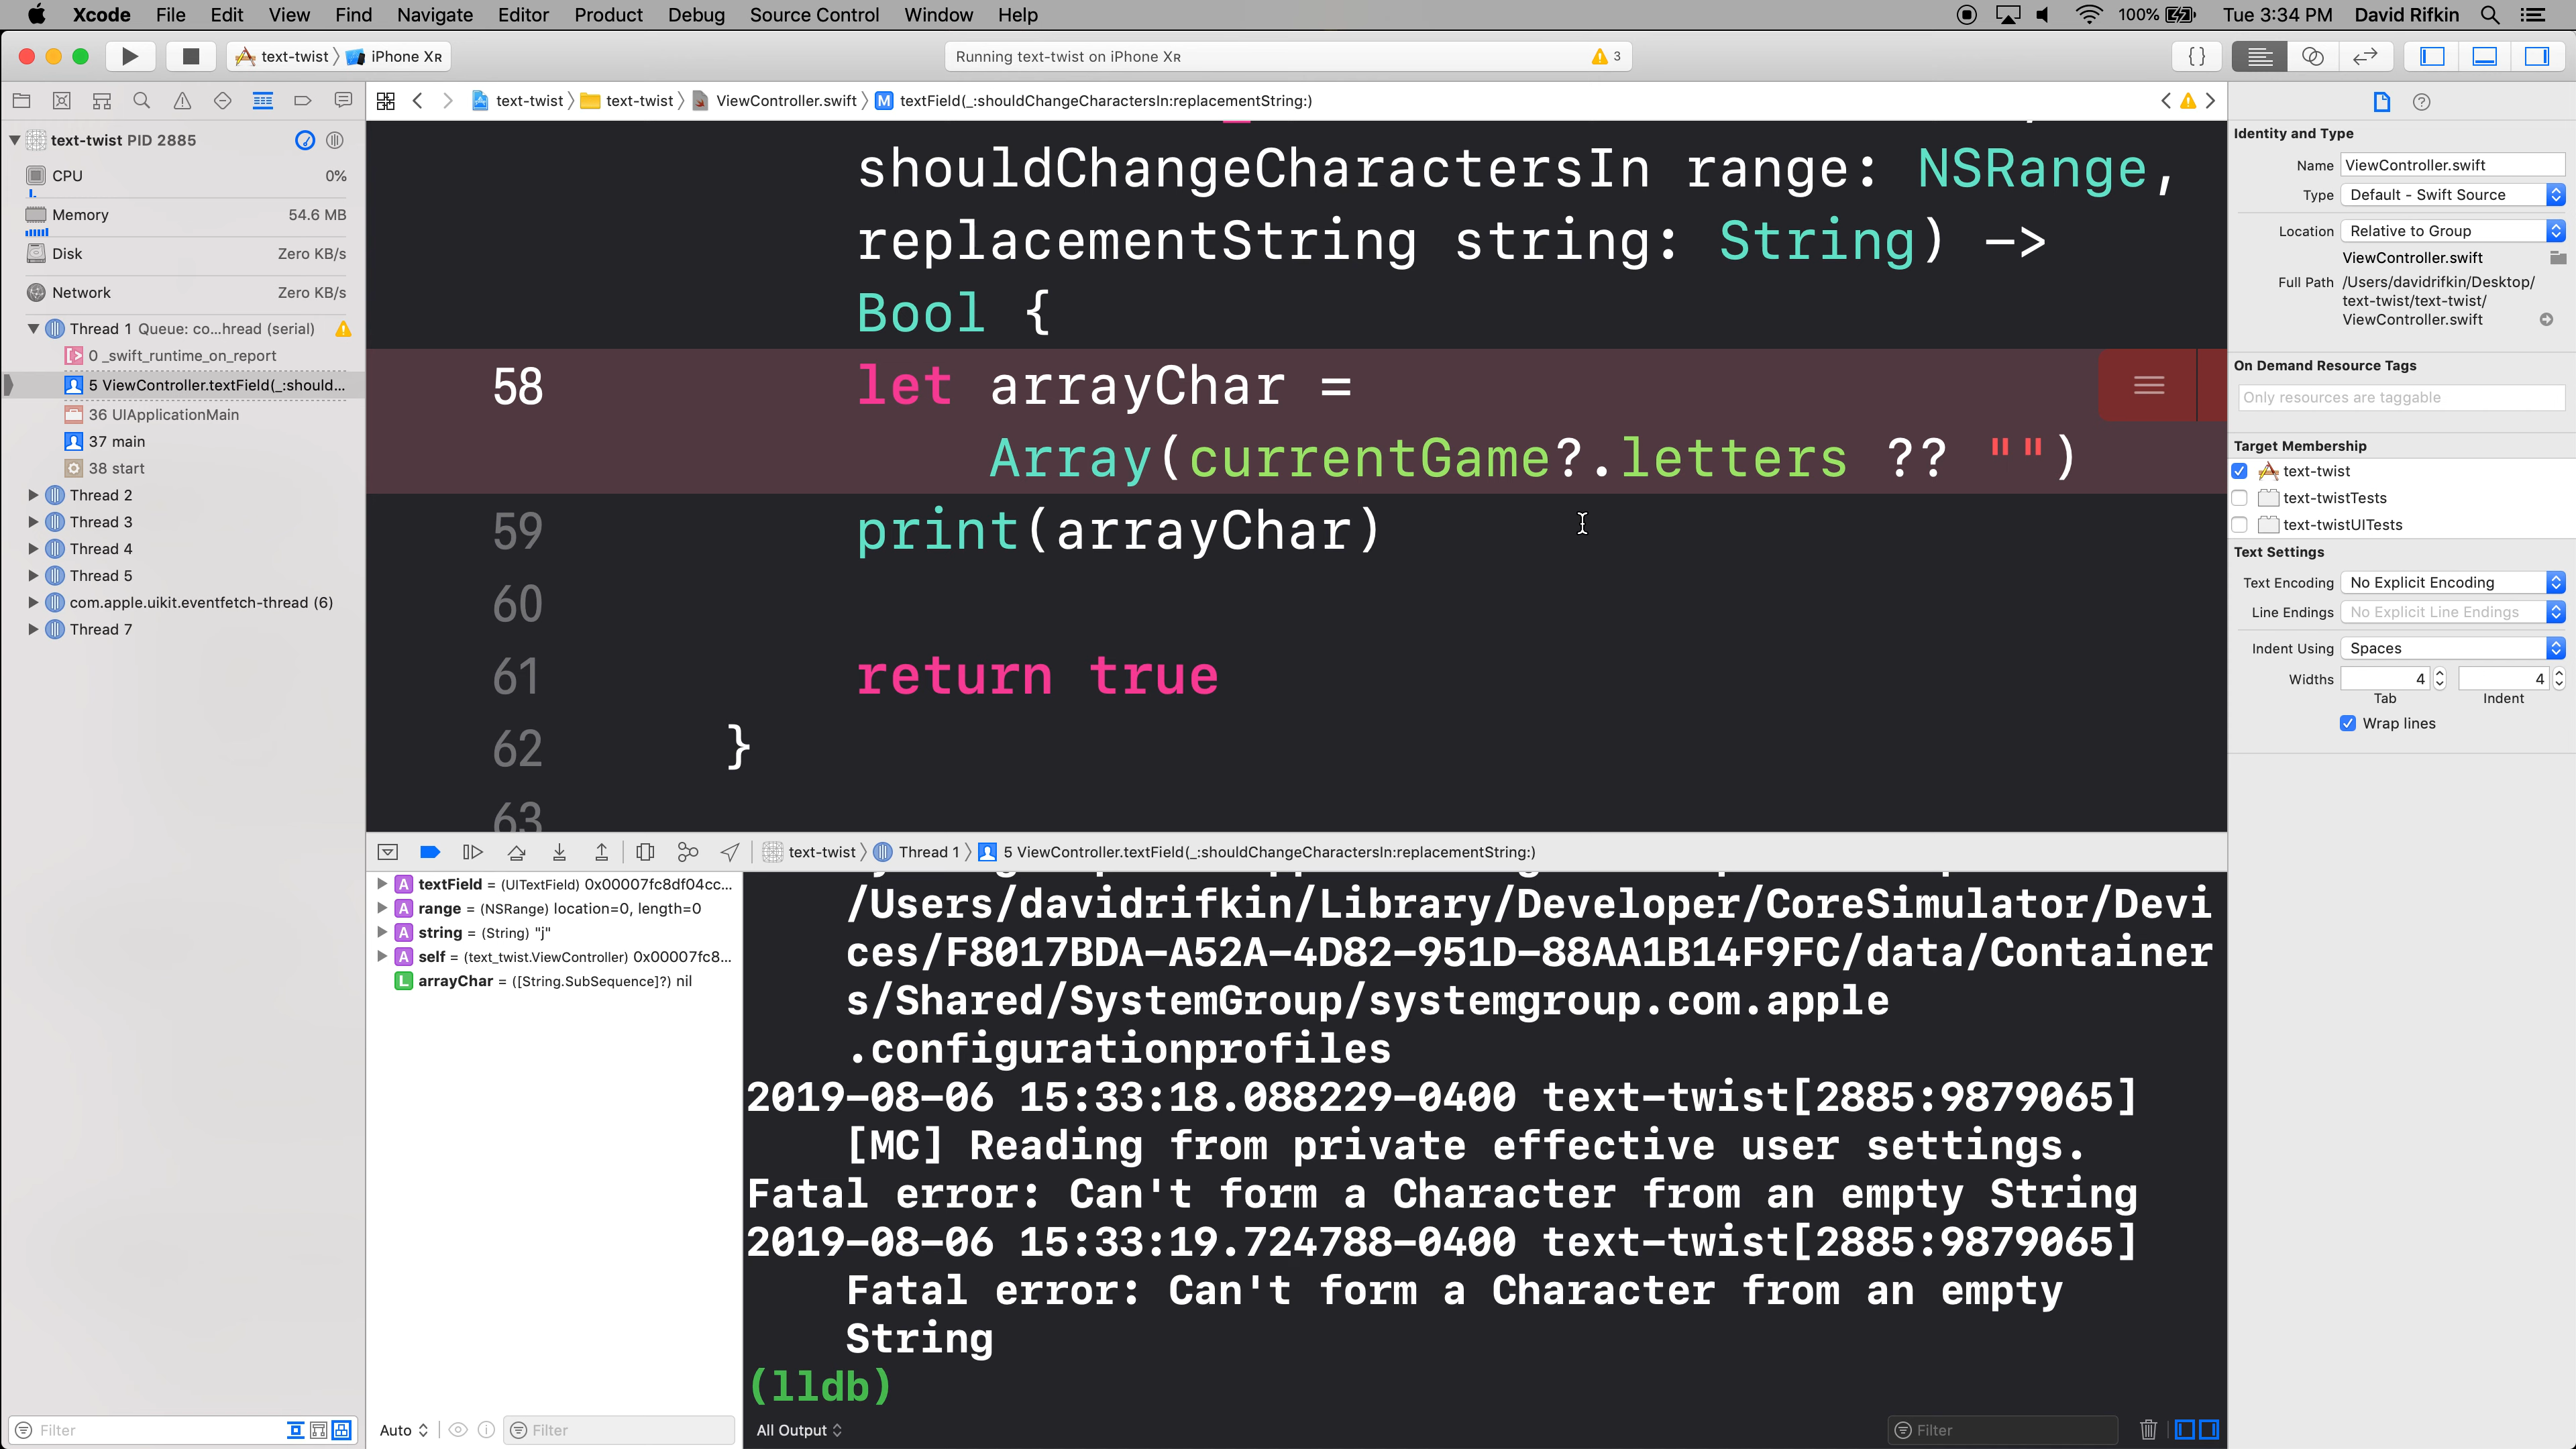 Xcode File Edit View Find Navigate Editor Product Debug Source Control Window Help 100% Tue 3:34 PM David Rifkin
text-twist iPhone XR Running text-twist on iPhone XR 3 { }
text-twist text-twist ViewController.swift M textField(_:shouldChangeCharactersIn:replacementString:)
text-twist PID 2885
CPU 0%
Memory 54.6 MB
Disk Zero KB/s
Network Zero KB/s
Thread 1 Queue: co...hread (serial)
0 _swift_runtime_on_report
5 ViewController.textField(_:should...
36 UIApplicationMain
37 main
38 start
Thread 2
Thread 3
Thread 4
Thread 5
com.apple.uikit.eventfetch-thread (6)
Thread 7
Filter
shouldChangeCharactersIn range: NSRange,
replacementString string: String) ->
Bool {
58 let arrayChar =
Array(currentGame?.letters ?? "")
59 print(arrayChar)
60
61 return true
62 }
63
text-twist Thread 1 5 ViewController.textField(_:shouldChangeCharactersIn:replacementString:)
A textField = (UITextField) 0x00007fc8df04cc...
A range = (NSRange) location=0, length=0
A string = (String) "j"
A self = (text_twist.ViewController) 0x00007fc8...
L arrayChar = ([String.SubSequence]?) nil
Auto Filter
/Users/davidrifkin/Library/Developer/CoreSimulator/Devi
ces/F8017BDA-A52A-4D82-951D-88AA1B14F9FC/data/Container
s/Shared/SystemGroup/systemgroup.com.apple
.configurationprofiles
2019-08-06 15:33:18.088229-0400 text-twist[2885:9879065]
[MC] Reading from private effective user settings.
Fatal error: Can't form a Character from an empty String
2019-08-06 15:33:19.724788-0400 text-twist[2885:9879065]
Fatal error: Can't form a Character from an empty
String
(lldb)
All Output Filter
Identity and Type
Name ViewController.swift
Type Default - Swift Source
Location Relative to Group
ViewController.swift
Full Path /Users/davidrifkin/Desktop/
text-twist/text-twist/
ViewController.swift
On Demand Resource Tags
Only resources are taggable
Target Membership
text-twist
text-twistTests
text-twistUITests
Text Settings
Text Encoding No Explicit Encoding
Line Endings No Explicit Line Endings
Indent Using Spaces
Widths 4 4
Tab Indent
Wrap lines